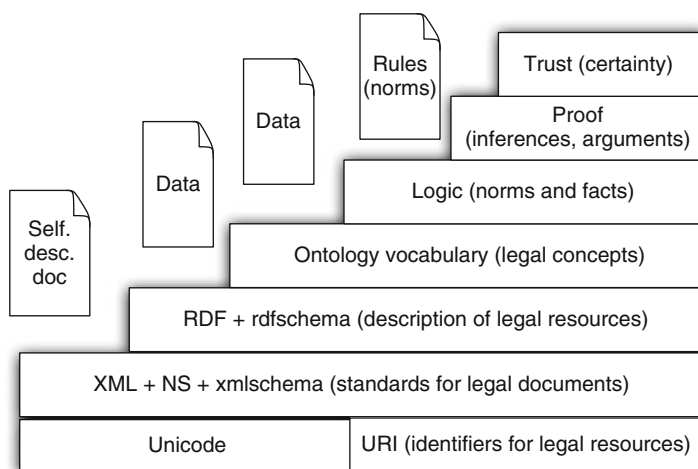 Rules
(norms)
Trust (certainty)
Data
Proof
(inferences, arguments)
Data
Logic (norms and facts)
Self.
desc.
doc
Ontology vocabulary (legal concepts)
RDF + rdfschema (description of legal resources)
XML + NS + xmlschema (standards for legal documents)
Unicode
URI (identifiers for legal resources)